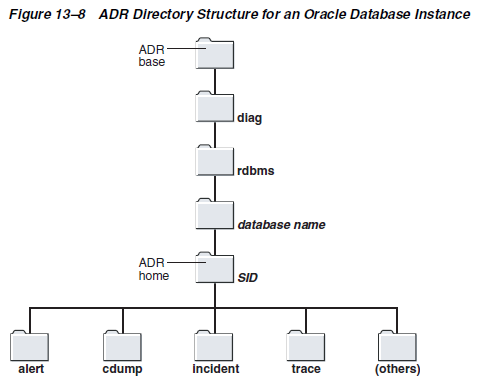 Figure 13–8 ADR Directory Structure for an Oracle Database Instance
ADR
base
diag
rdbms
database name
ADR
home
SID
alert
cdump
incident
trace
(others)